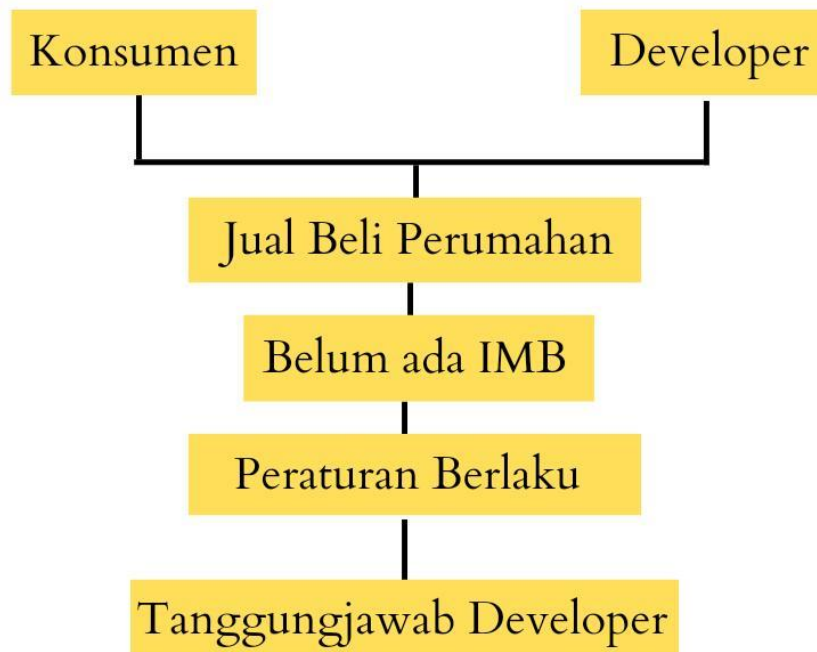 Konsumen
Developer
Jual Beli Perumahan
Belum ada IMB
Peraturan Berlaku
Tanggungjawab Developer